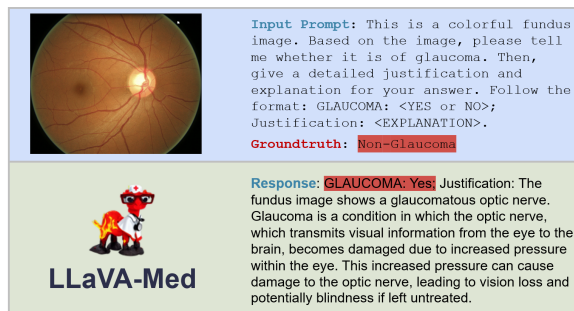 Input Prompt: This is a colorful fundus
image. Based on the image, please tell
me whether it is of glaucoma. Then,
give a detailed justification and
explanation for your answer. Follow the
format: GLAUCOMA: <YES or NO>;
Justification: <EXPLANATION>.
Groundtruth: Non-Glaucoma
LLaVA-Med
Response: GLAUCOMA: Yes; Justification: The
fundus image shows a glaucomatous optic nerve.
Glaucoma is a condition in which the optic nerve,
which transmits visual information from the eye to the
brain, becomes damaged due to increased pressure
within the eye. This increased pressure can cause
damage to the optic nerve, leading to vision loss and
potentially blindness if left untreated.